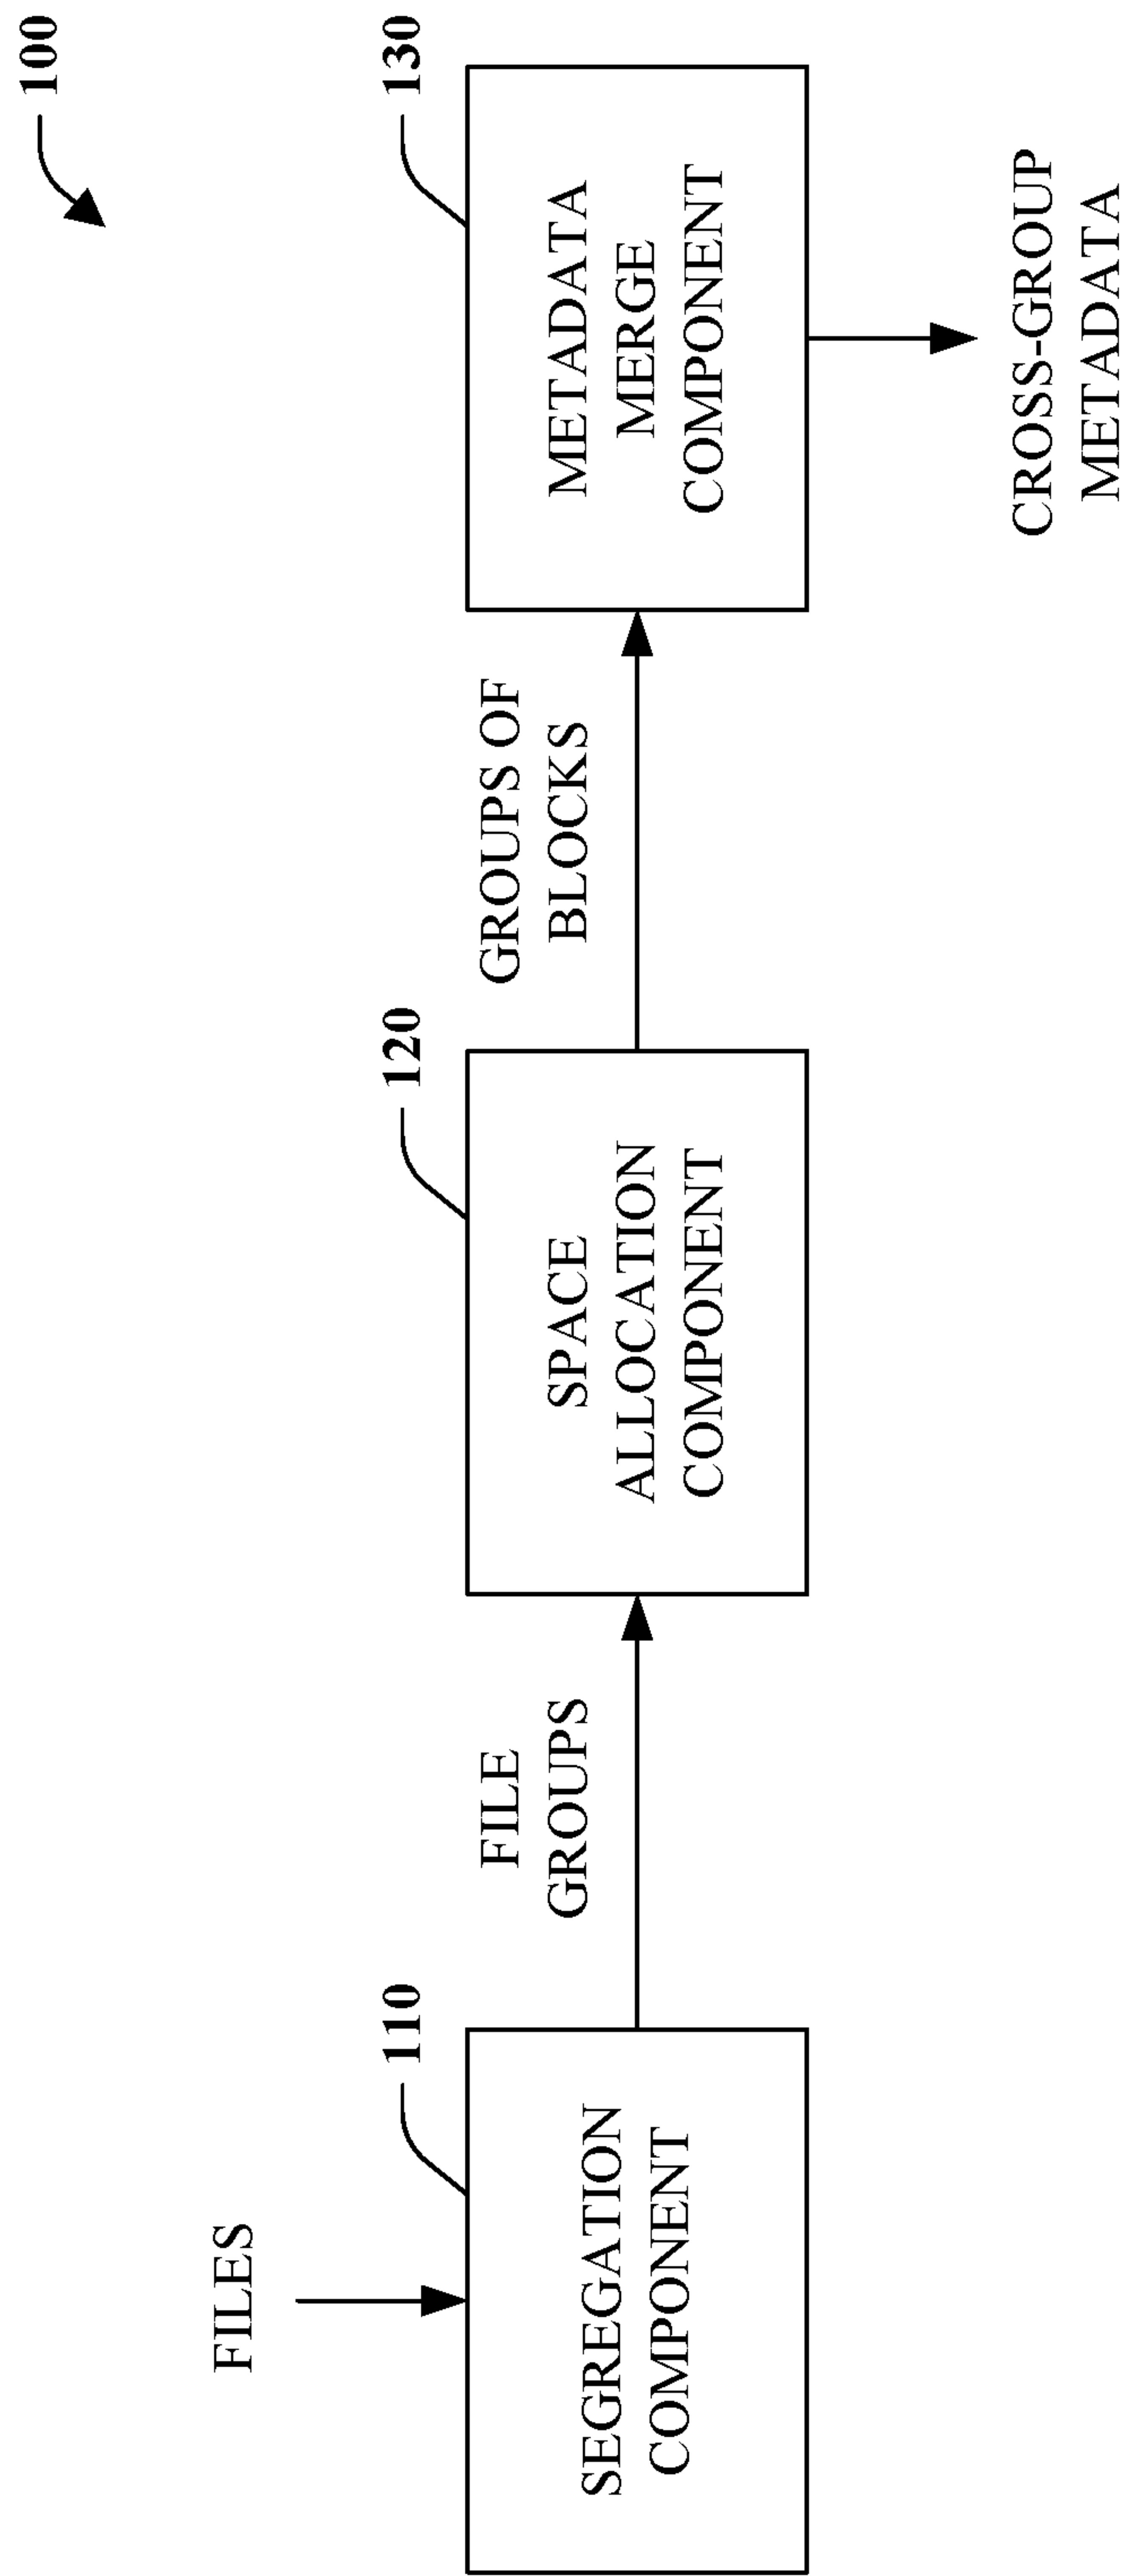 100
FILES
110
SEGREGATION
COMPONENT
FILE
GROUPS
120
SPACE
ALLOCATION
COMPONENT
GROUPS OF
BLOCKS
130
METADATA
MERGE
COMPONENT
CROSS-GROUP
METADATA